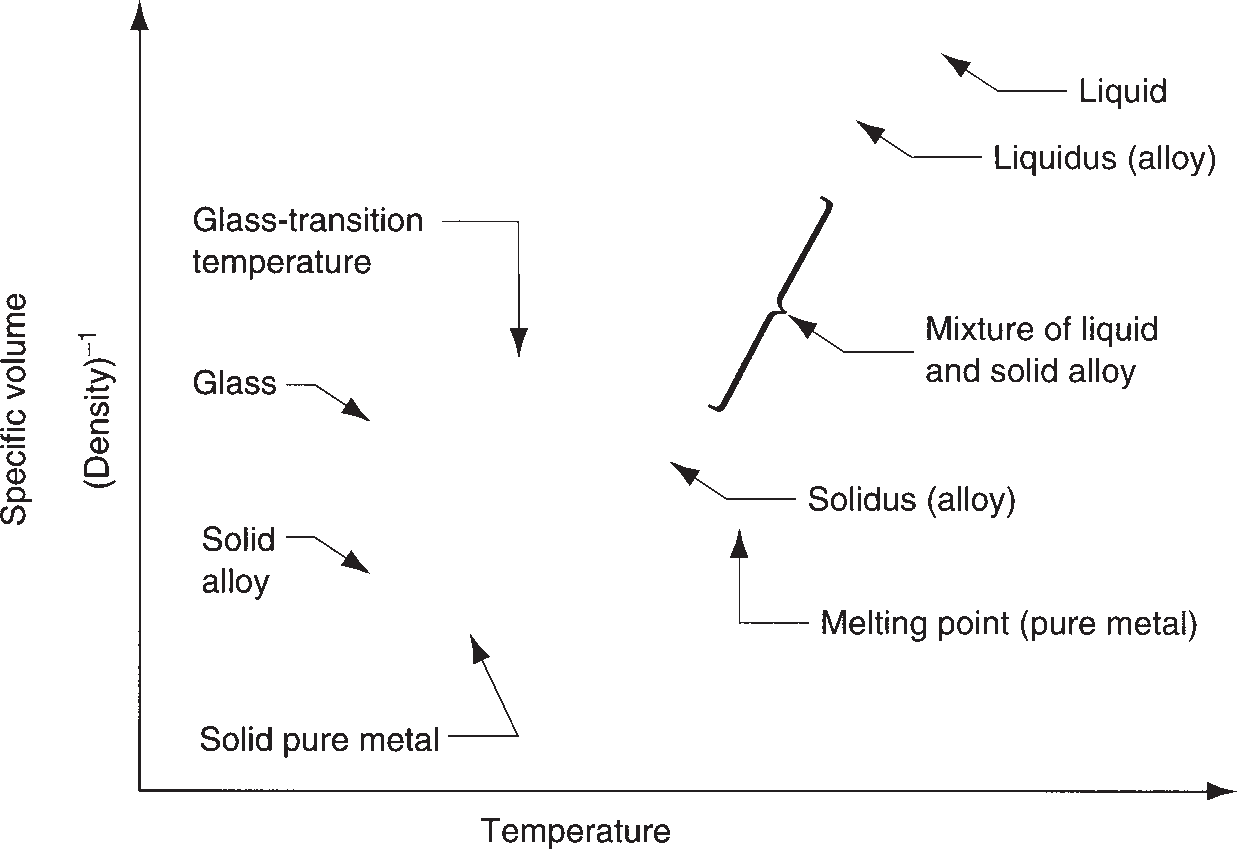 Liquid
Liquidus (alloy)
Glass-transition
temperature
Specific volume
(Density)⁻¹
Mixture of liquid
and solid alloy
Glass
Solidus (alloy)
Solid
alloy
Melting point (pure metal)
Solid pure metal
Temperature